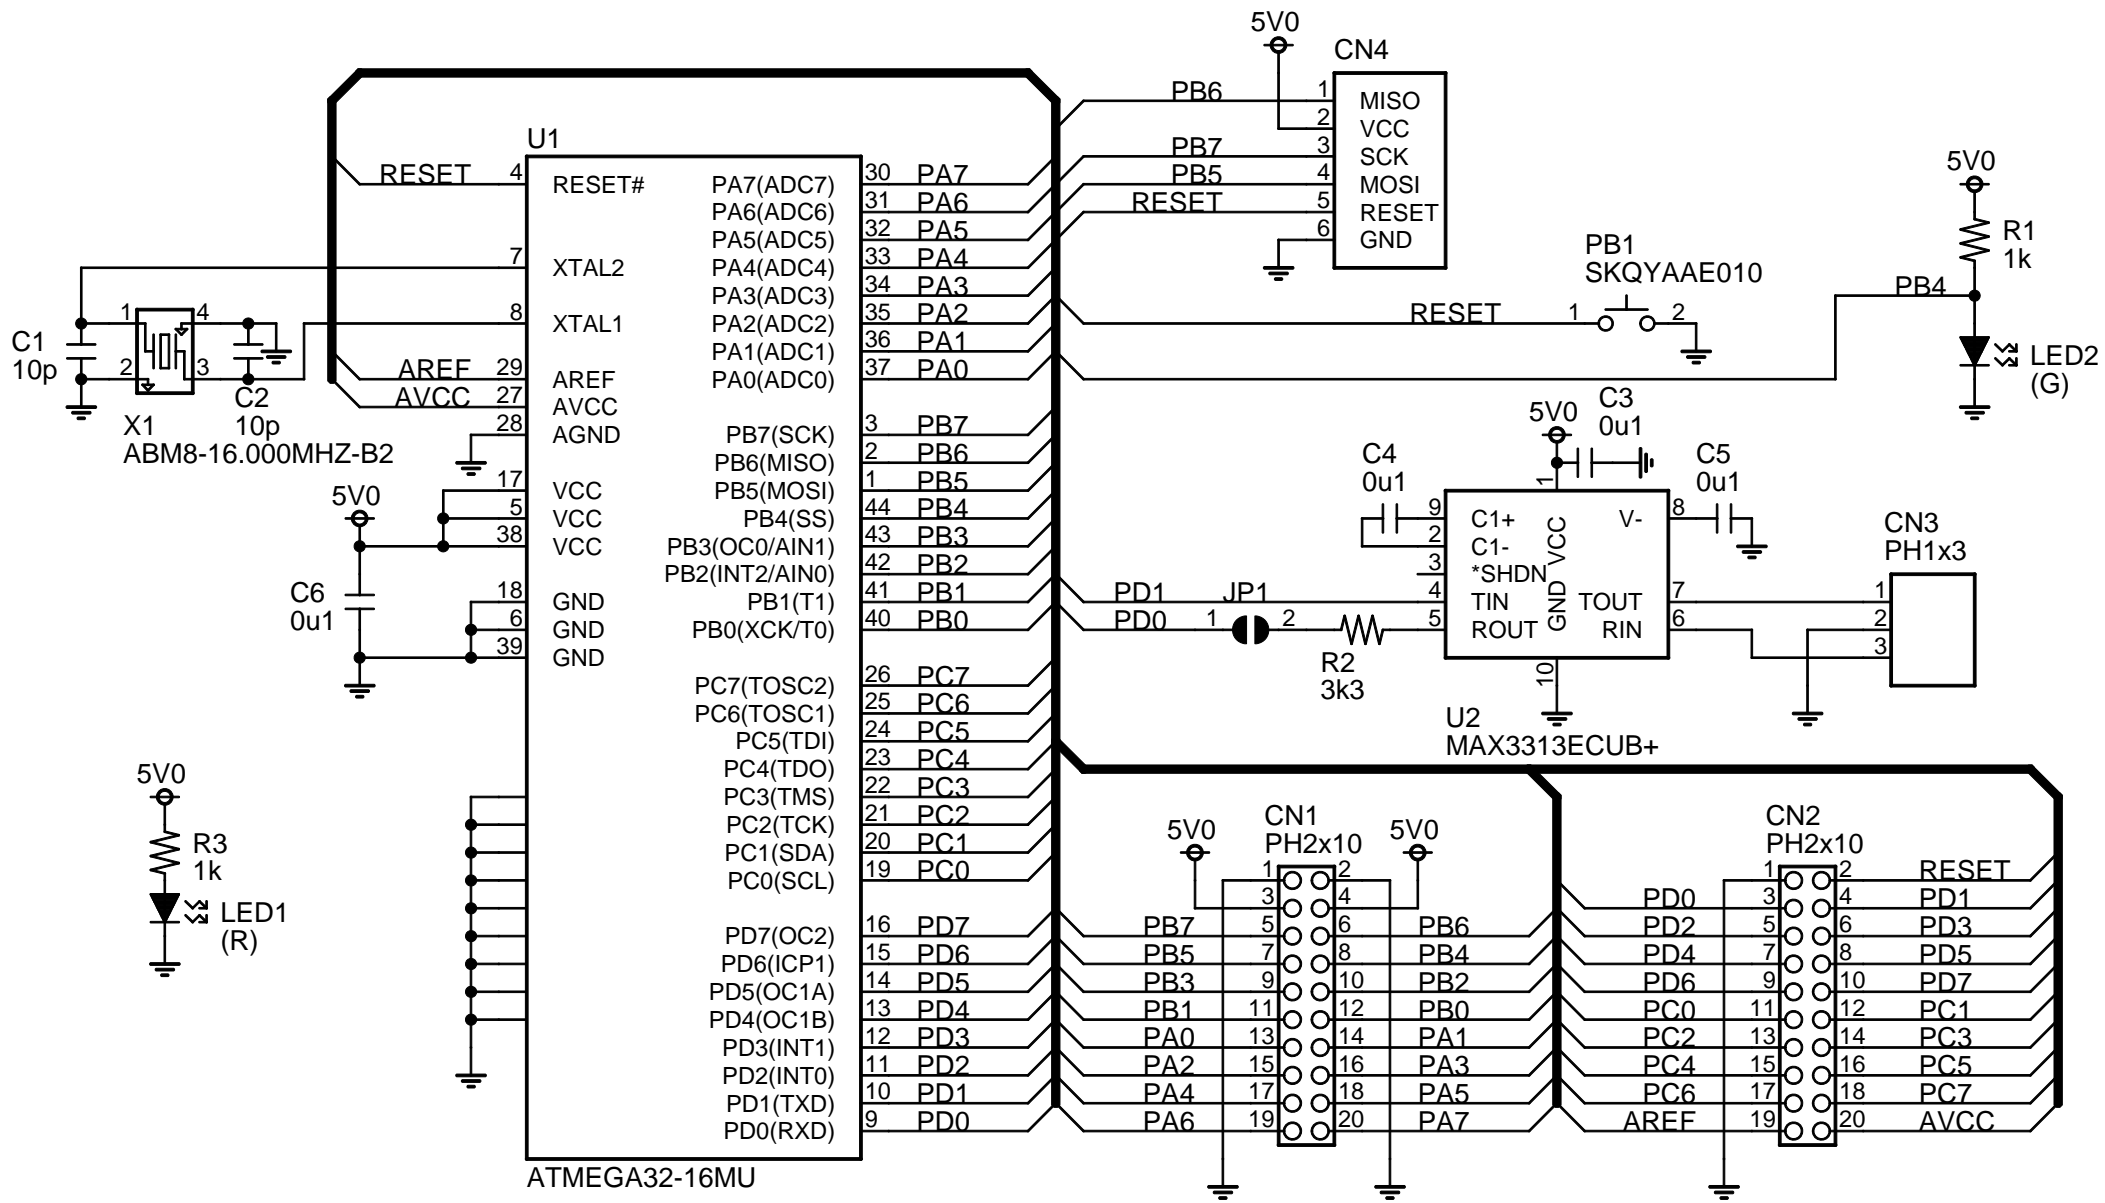 5V0
CN4
PB6 1 MISO
2 VCC
PB7 3 SCK
PB5 4 MOSI
RESET 5 RESET
6 GND
U1
RESET 4 RESET#
7 XTAL2
8 XTAL1
AREF 29 AREF
AVCC 27 AVCC
28 AGND
17 VCC
5 VCC
38 VCC
18 GND
6 GND
39 GND
PA7(ADC7) 30 PA7
PA6(ADC6) 31 PA6
PA5(ADC5) 32 PA5
PA4(ADC4) 33 PA4
PA3(ADC3) 34 PA3
PA2(ADC2) 35 PA2
PA1(ADC1) 36 PA1
PA0(ADC0) 37 PA0
PB7(SCK) 3 PB7
PB6(MISO) 2 PB6
PB5(MOSI) 1 PB5
PB4(SS) 44 PB4
PB3(OC0/AIN1) 43 PB3
PB2(INT2/AIN0) 42 PB2
PB1(T1) 41 PB1
PB0(XCK/T0) 40 PB0
PC7(TOSC2) 26 PC7
PC6(TOSC1) 25 PC6
PC5(TDI) 24 PC5
PC4(TDO) 23 PC4
PC3(TMS) 22 PC3
PC2(TCK) 21 PC2
PC1(SDA) 20 PC1
PC0(SCL) 19 PC0
PD7(OC2) 16 PD7
PD6(ICP1) 15 PD6
PD5(OC1A) 14 PD5
PD4(OC1B) 13 PD4
PD3(INT1) 12 PD3
PD2(INT0) 11 PD2
PD1(TXD) 10 PD1
PD0(RXD) 9 PD0
ATMEGA32-16MU
C1
10p
1 4
2 3
C2
10p
X1
ABM8-16.000MHZ-B2
5V0
C6
0u1
5V0
R3
1k
LED1
(R)
PB1
SKQYAAE010
RESET 1 2
5V0
R1
1k
PB4
LED2
(G)
5V0
C3
0u1
C4
0u1
C5
0u1
1
9 C1+ V- 8
2 C1-
3 *SHDN
4 TIN TOUT 7
5 ROUT RIN 6
VCC
GND
10
PD1 JP1
PD0 1 2
R2
3k3
U2
MAX3313ECUB+
CN3
PH1x3
1
2
3
CN1
PH2x10
5V0 5V0
1 2
3 4
PB7 5 6 PB6
PB5 7 8 PB4
PB3 9 10 PB2
PB1 11 12 PB0
PA0 13 14 PA1
PA2 15 16 PA3
PA4 17 18 PA5
PA6 19 20 PA7
CN2
PH2x10
1 2 RESET
PD0 3 4 PD1
PD2 5 6 PD3
PD4 7 8 PD5
PD6 9 10 PD7
PC0 11 12 PC1
PC2 13 14 PC3
PC4 15 16 PC5
PC6 17 18 PC7
AREF 19 20 AVCC